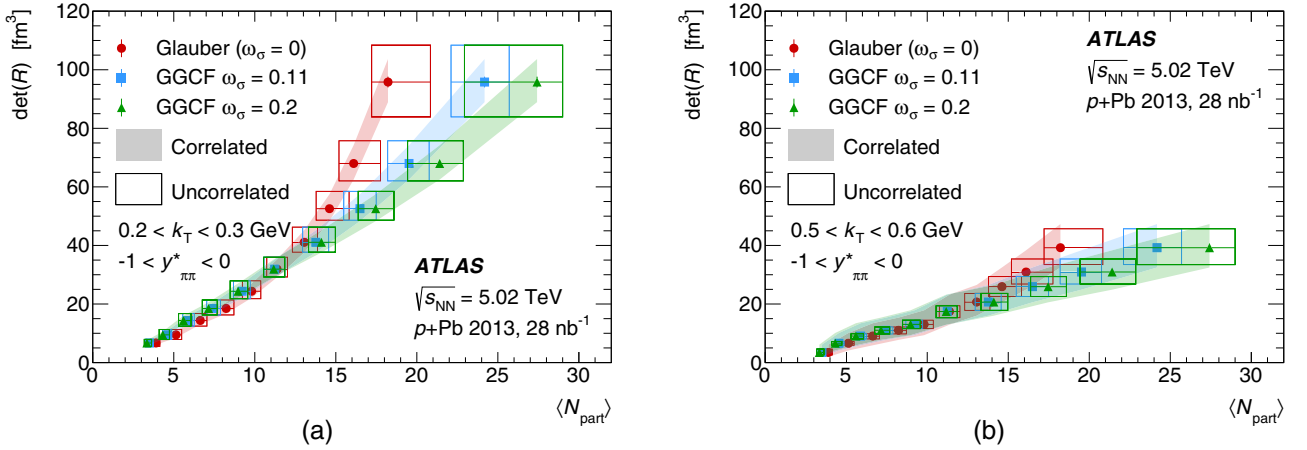 det(R) [fm³]
120
100
80
60
40
20
0
Glauber (ω_σ = 0)
GGCF ω_σ = 0.11
GGCF ω_σ = 0.2
Correlated
Uncorrelated
0.2 < k_T < 0.3 GeV
-1 < y*_ππ < 0
ATLAS
√s_NN = 5.02 TeV
p+Pb 2013, 28 nb⁻¹
0 5 10 15 20 25 30
⟨N_part⟩
(a)
det(R) [fm³]
120
100
80
60
40
20
0
Glauber (ω_σ = 0)
GGCF ω_σ = 0.11
GGCF ω_σ = 0.2
Correlated
Uncorrelated
0.5 < k_T < 0.6 GeV
-1 < y*_ππ < 0
ATLAS
√s_NN = 5.02 TeV
p+Pb 2013, 28 nb⁻¹
0 5 10 15 20 25 30
⟨N_part⟩
(b)